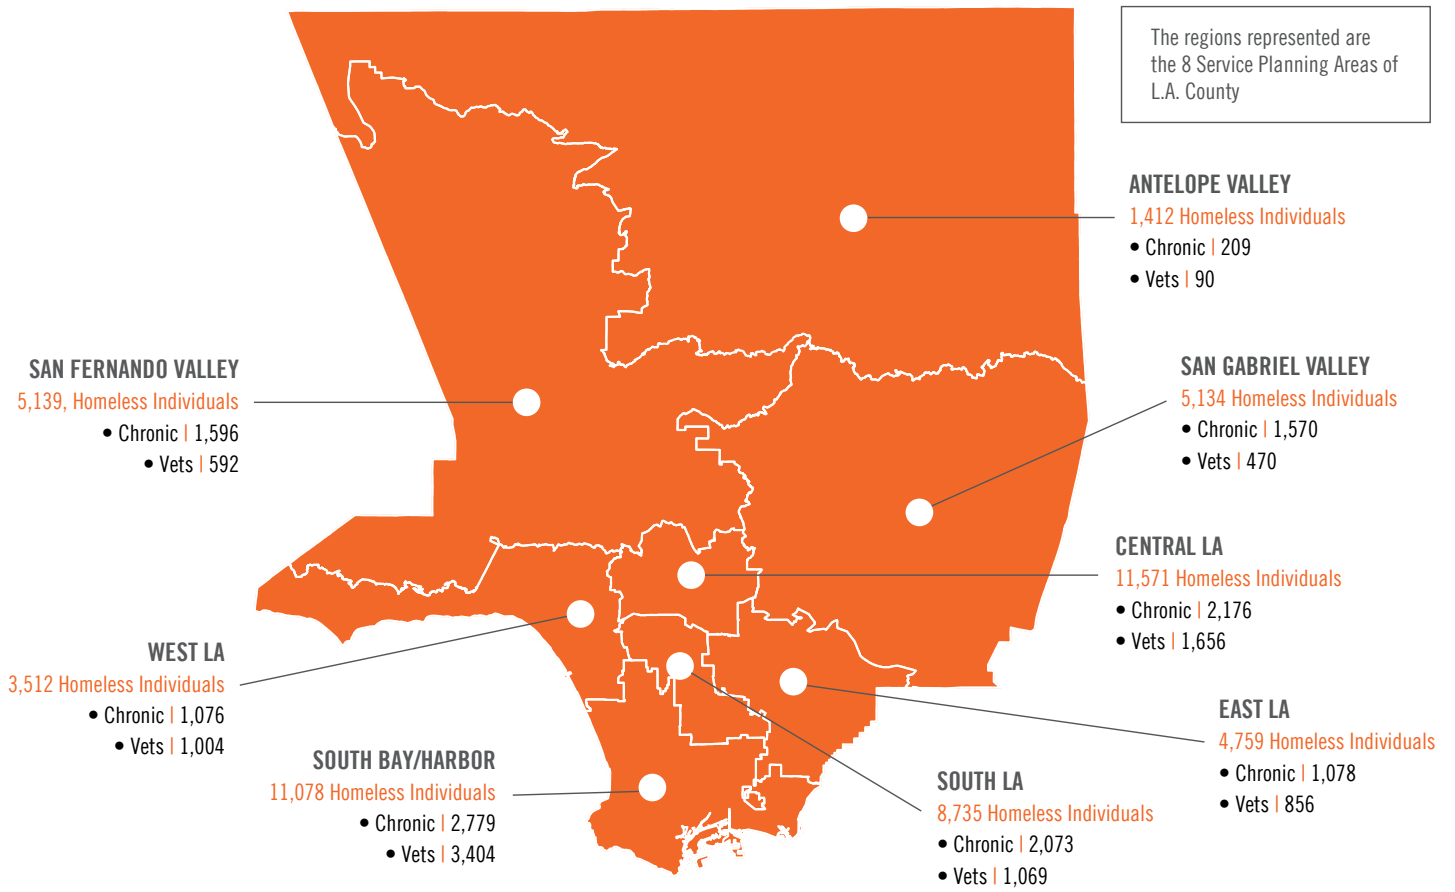 The regions represented are
the 8 Service Planning Areas of
L.A. County
ANTELOPE VALLEY
1,412 Homeless Individuals
• Chronic | 209
• Vets | 90
SAN FERNANDO VALLEY
5,139, Homeless Individuals
• Chronic | 1,596
• Vets | 592
SAN GABRIEL VALLEY
5,134 Homeless Individuals
• Chronic | 1,570
• Vets | 470
CENTRAL LA
11,571 Homeless Individuals
• Chronic | 2,176
• Vets | 1,656
WEST LA
3,512 Homeless Individuals
• Chronic | 1,076
• Vets | 1,004
EAST LA
4,759 Homeless Individuals
• Chronic | 1,078
• Vets | 856
SOUTH BAY/HARBOR
11,078 Homeless Individuals
• Chronic | 2,779
• Vets | 3,404
SOUTH LA
8,735 Homeless Individuals
• Chronic | 2,073
• Vets | 1,069